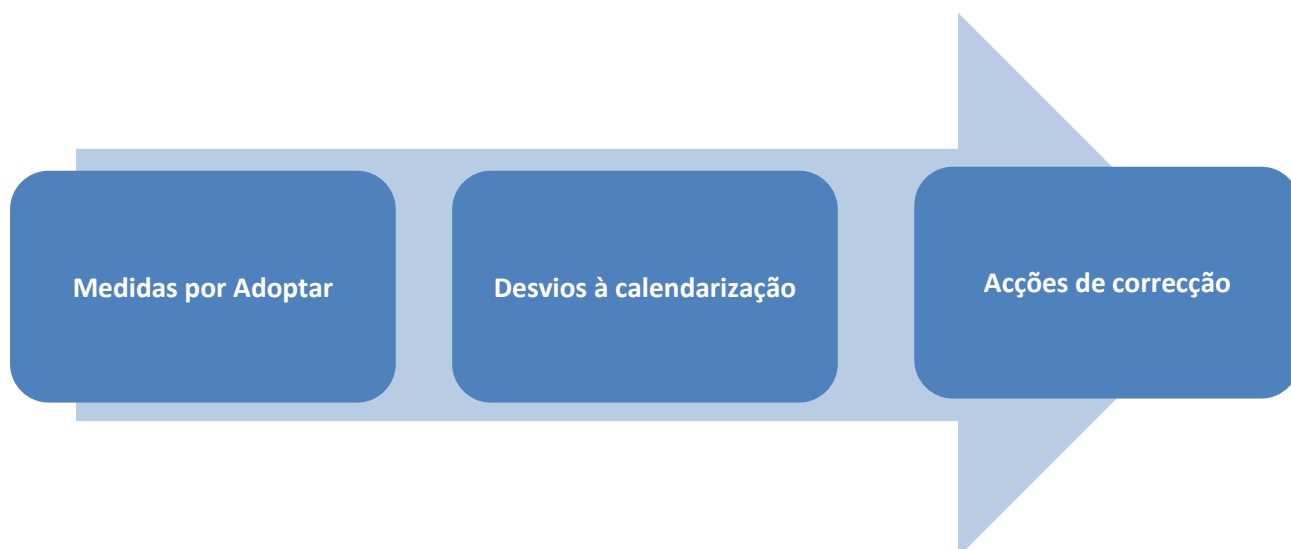 Medidas por Adoptar
Desvios à calendarização
Acções de correcção